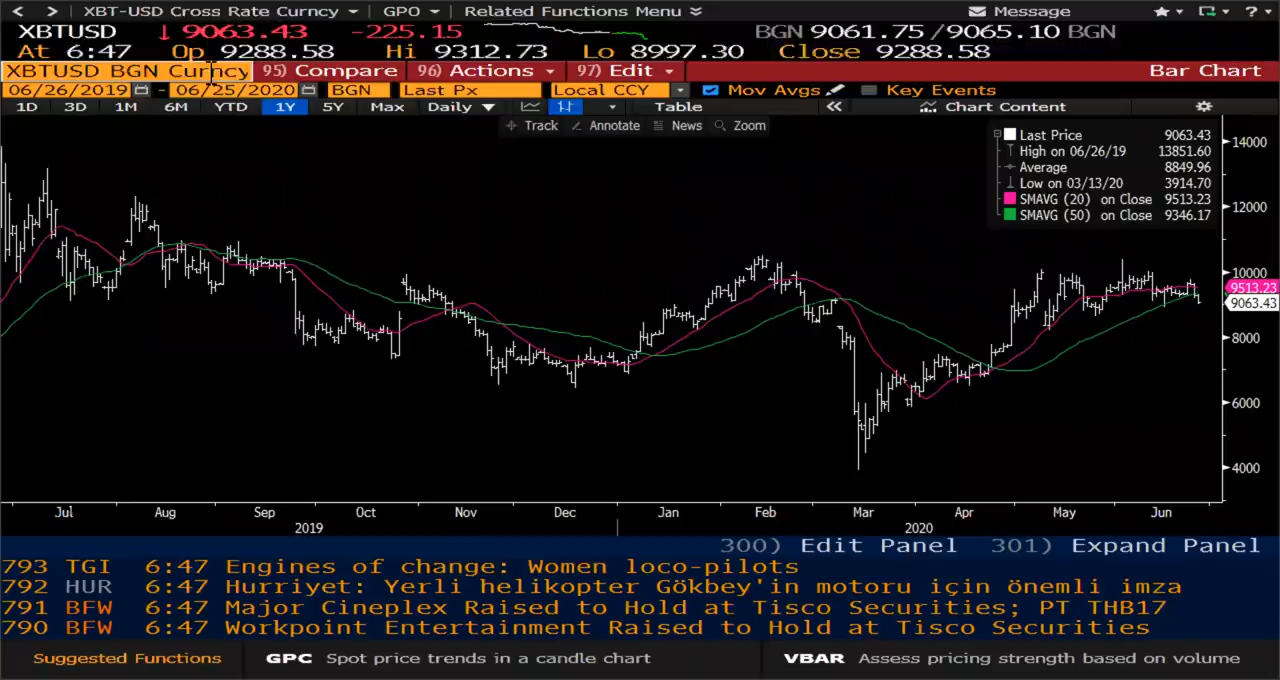 < > XBT-USD Cross Rate Curncy GPO Related Functions Menu Message ?
XBTUSD ↓ 9063.43 -225.15 BGN 9061.75 /9065.10 BGN
At 6:47 Op 9288.58 Hi 9312.73 Lo 8997.30 Close 9288.58
XBTUSD BGN Curncy 95) Compare 96) Actions 97) Edit Bar Chart
06/26/2019 - 06/25/2020 BGN Last Px Local CCY Mov Avgs Key Events
1D 3D 1M 6M YTD 1Y 5Y Max Daily ▼ Table « Chart Content
Track Annotate News Zoom
Last Price 9063.43
High on 06/26/19 13851.60
Average 8849.96
Low on 03/13/20 3914.70
SMAVG (20) on Close 9513.23
SMAVG (50) on Close 9346.17
14000
12000
10000
9513.23
9063.43
8000
6000
4000
Jul Aug Sep Oct Nov Dec Jan Feb Mar Apr May Jun
2019 2020
300) Edit Panel 301) Expand Panel
793 TGI 6:47 Engines of change: Women loco-pilots
792 HUR 6:47 Hurriyet: Yerli helikopter Gökbey'in motoru için önemli imza
791 BFW 6:47 Major Cineplex Raised to Hold at Tisco Securities; PT THB17
790 BFW 6:47 Workpoint Entertainment Raised to Hold at Tisco Securities
Suggested Functions GPC Spot price trends in a candle chart VBAR Assess pricing strength based on volume